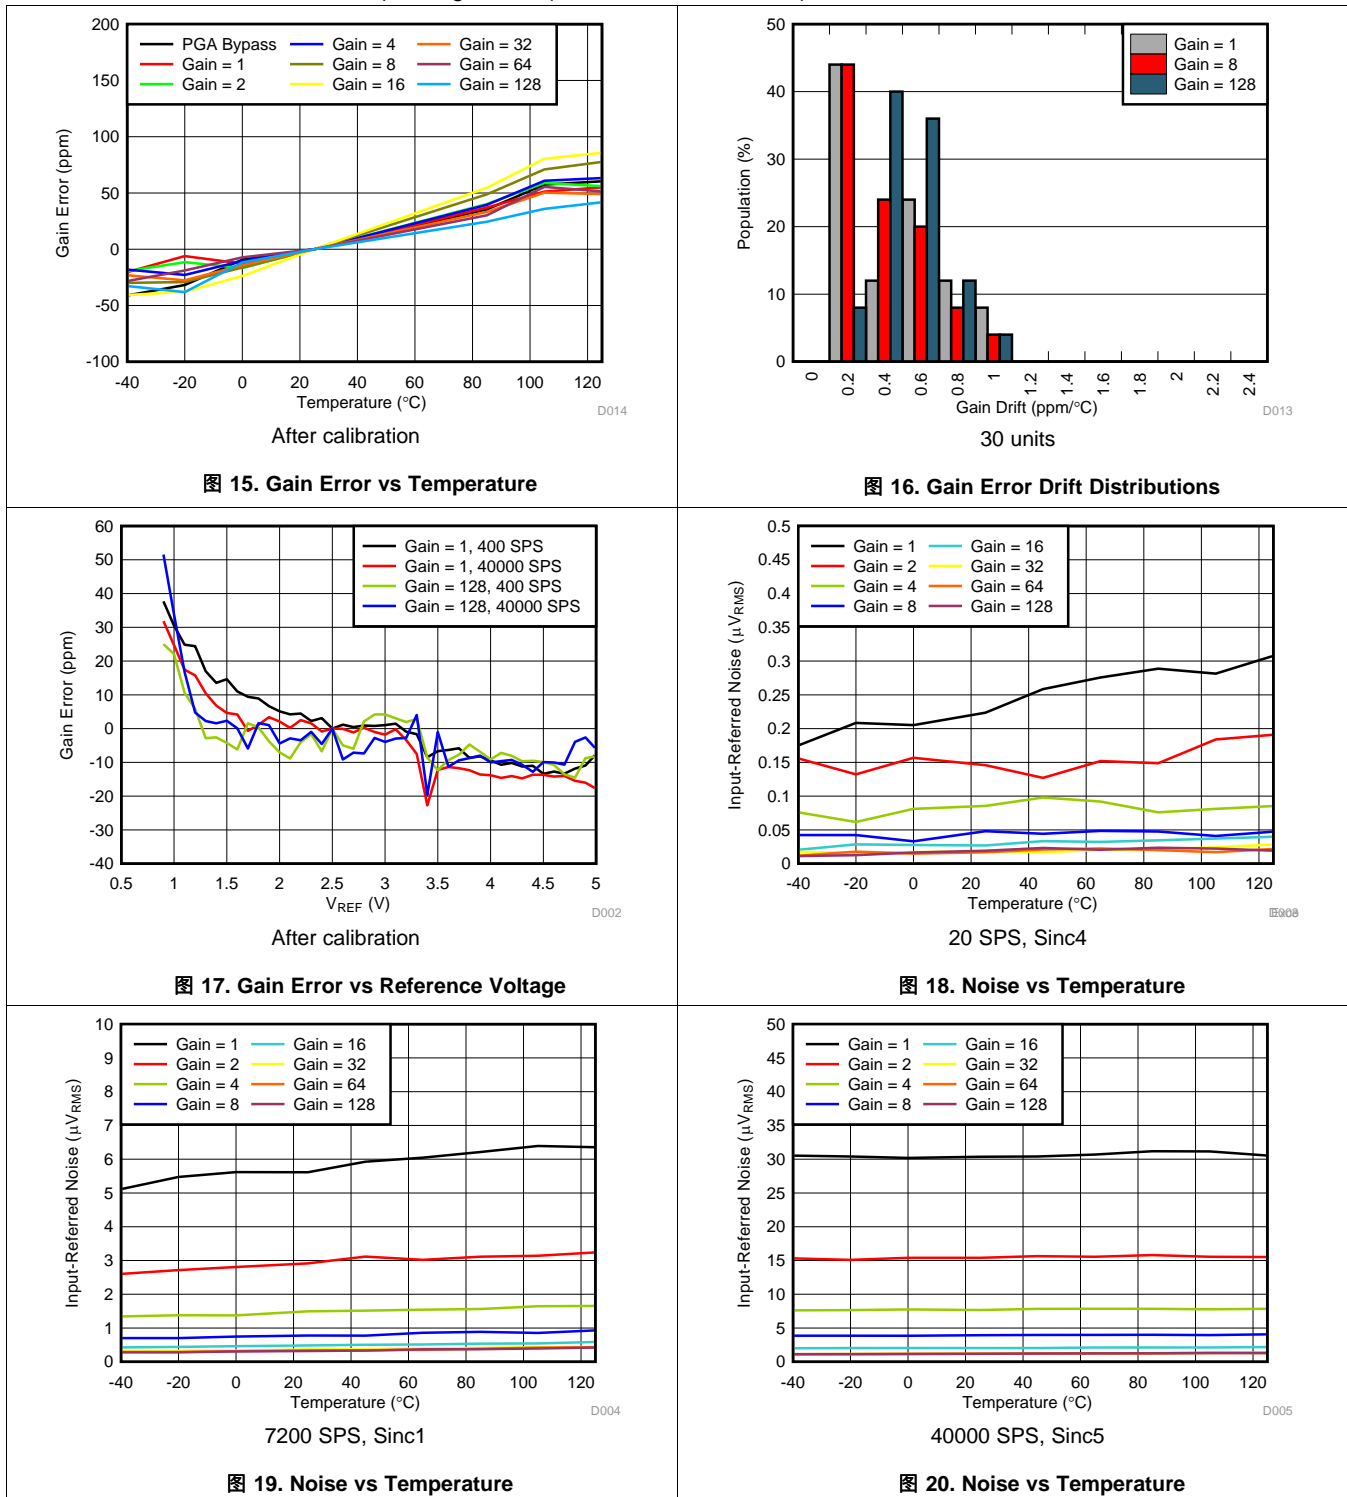 200
150
100
50
0
-50
-100
Gain Error (ppm)
PGA Bypass
Gain = 1
Gain = 2
Gain = 4
Gain = 8
Gain = 16
Gain = 32
Gain = 64
Gain = 128
-40 -20 0 20 40 60 80 100 120
Temperature (°C)
D014
After calibration
图 15. Gain Error vs Temperature
50
40
30
20
10
0
Population (%)
Gain = 1
Gain = 8
Gain = 128
0 0.2 0.4 0.6 0.8 1 1.2 1.4 1.6 1.8 2 2.2 2.4
Gain Drift (ppm/°C)
D013
30 units
图 16. Gain Error Drift Distributions
60
50
40
30
20
10
0
-10
-20
-30
-40
Gain Error (ppm)
Gain = 1, 400 SPS
Gain = 1, 40000 SPS
Gain = 128, 400 SPS
Gain = 128, 40000 SPS
0.5 1 1.5 2 2.5 3 3.5 4 4.5 5
VREF (V)
D002
After calibration
图 17. Gain Error vs Reference Voltage
0.5
0.45
0.4
0.35
0.3
0.25
0.2
0.15
0.1
0.05
0
Input-Referred Noise (µVRMS)
Gain = 1
Gain = 2
Gain = 4
Gain = 8
Gain = 16
Gain = 32
Gain = 64
Gain = 128
-40 -20 0 20 40 60 80 100 120
Temperature (°C)
20 SPS, Sinc4
图 18. Noise vs Temperature
10
9
8
7
6
5
4
3
2
1
0
Input-Referred Noise (µVRMS)
Gain = 1
Gain = 2
Gain = 4
Gain = 8
Gain = 16
Gain = 32
Gain = 64
Gain = 128
-40 -20 0 20 40 60 80 100 120
Temperature (°C)
D004
7200 SPS, Sinc1
图 19. Noise vs Temperature
50
45
40
35
30
25
20
15
10
5
0
Input-Referred Noise (µVRMS)
Gain = 1
Gain = 2
Gain = 4
Gain = 8
Gain = 16
Gain = 32
Gain = 64
Gain = 128
-40 -20 0 20 40 60 80 100 120
Temperature (°C)
D005
40000 SPS, Sinc5
图 20. Noise vs Temperature